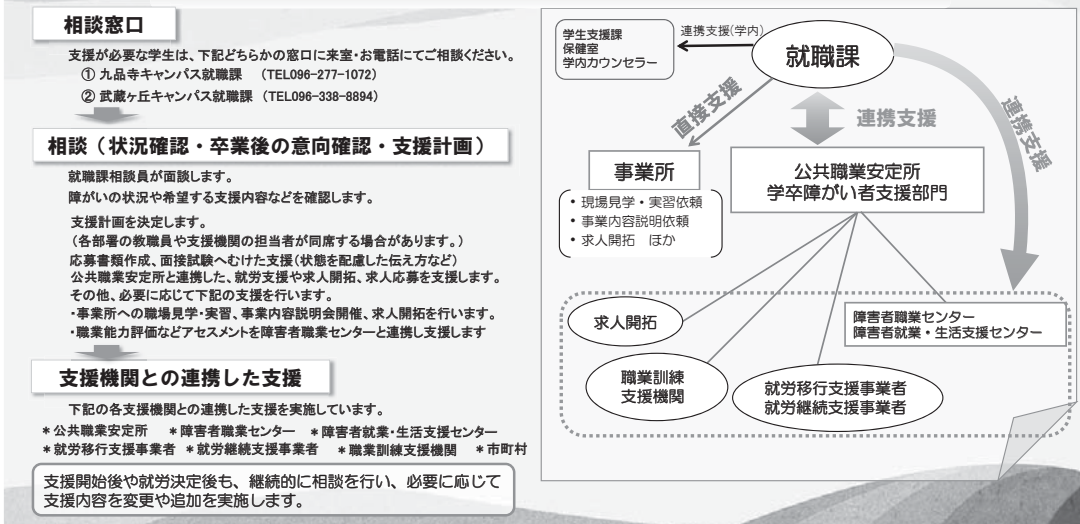 相談窓口
支援が必要な学生は、下記どちらかの窓口に来室・お電話にてご相談ください。
① 九品寺キャンパス就職課　（TEL096-277-1072）
② 武蔵ヶ丘キャンパス就職課　（TEL096-338-8894）
相談（状況確認・卒業後の意向確認・支援計画）
就職課相談員が面談します。
障がいの状況や希望する支援内容などを確認します。
支援計画を決定します。
（各部署の教職員や支援機関の担当者が同席する場合があります。）
応募書類作成、面接試験へむけた支援（状態を配慮した伝え方など）
公共職業安定所と連携した、就労支援や求人開拓、求人応募を支援します。
その他、必要に応じて下記の支援を行います。
・事業所への職場見学・実習、事業内容説明会開催、求人開拓を行います。
・職業能力評価などアセスメントを障害者職業センターと連携し支援します
支援機関との連携した支援
下記の各支援機関との連携した支援を実施しています。
＊公共職業安定所　＊障害者職業センター　＊障害者就業・生活支援センター
＊就労移行支援事業者　＊就労継続支援事業者　＊職業訓練支援機関　＊市町村
支援開始後や就労決定後も、継続的に相談を行い、必要に応じて
支援内容を変更や追加を実施します。
学生支援課
保健室
学内カウンセラー
連携支援(学内)
就職課
直接支援
連携支援
連携支援
事業所
• 現場見学・実習依頼
• 事業内容説明依頼
• 求人開拓　ほか
公共職業安定所
学卒障がい者支援部門
求人開拓
障害者職業センター
障害者就業・生活支援センター
職業訓練
支援機関
就労移行支援事業者
就労継続支援事業者